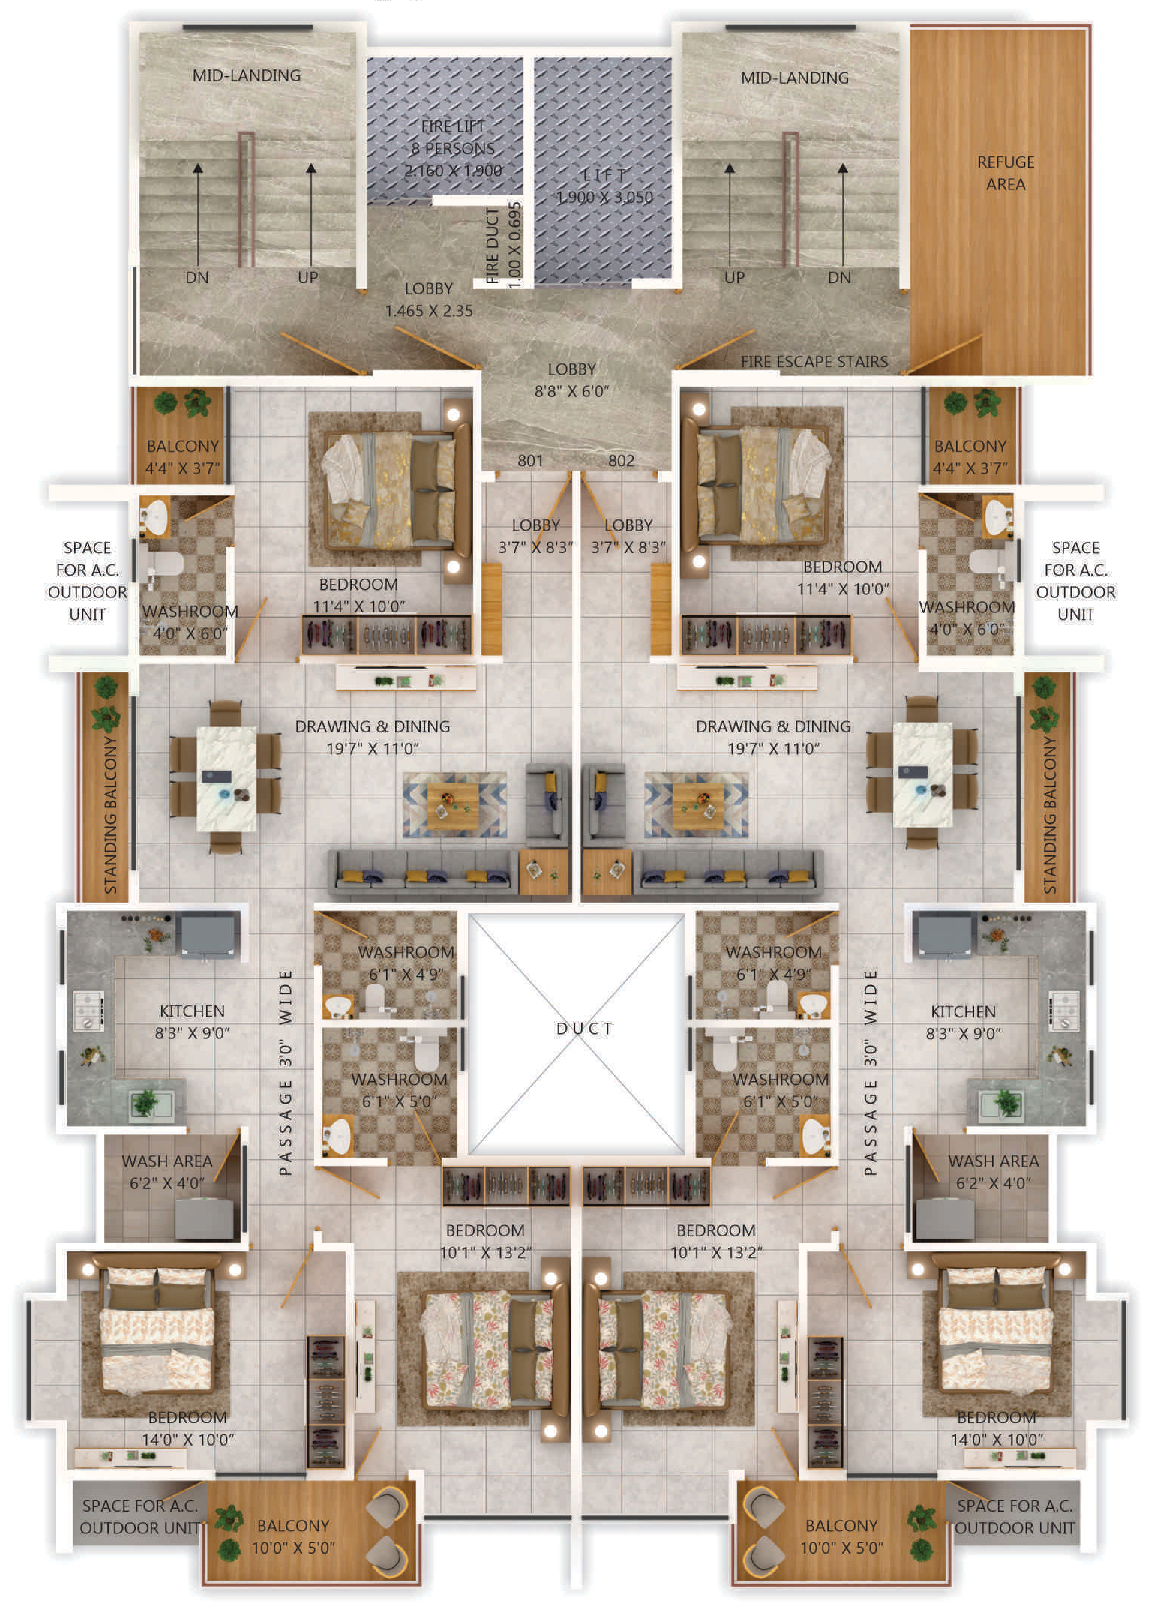 MID-LANDING
MID-LANDING
FIRE LIFT
8 PERSONS
2.160 X 1.900
LIFT
1.900 X 3.050
REFUGE
AREA
FIRE DUCT
1.00 X 0.695
DN
UP
UP
DN
LOBBY
1.465 X 2.35
FIRE ESCAPE STAIRS
LOBBY
8'8" X 6'0"
BALCONY
4'4" X 3'7"
BALCONY
4'4" X 3'7"
801
802
LOBBY
3'7" X 8'3"
LOBBY
3'7" X 8'3"
SPACE
FOR A.C.
OUTDOOR
UNIT
SPACE
FOR A.C.
OUTDOOR
UNIT
BEDROOM
11'4" X 10'0"
BEDROOM
11'4" X 10'0"
WASHROOM
4'0" X 6'0"
WASHROOM
4'0" X 6'0"
DRAWING & DINING
19'7" X 11'0"
DRAWING & DINING
19'7" X 11'0"
STANDING BALCONY
STANDING BALCONY
WASHROOM
6'1" X 4'9"
WASHROOM
6'1" X 4'9"
KITCHEN
8'3" X 9'0"
PASSAGE 3'0" WIDE
DUCT
PASSAGE 3'0" WIDE
KITCHEN
8'3" X 9'0"
WASHROOM
6'1" X 5'0"
WASHROOM
6'1" X 5'0"
WASH AREA
6'2" X 4'0"
WASH AREA
6'2" X 4'0"
BEDROOM
10'1" X 13'2"
BEDROOM
10'1" X 13'2"
BEDROOM
14'0" X 10'0"
BEDROOM
14'0" X 10'0"
SPACE FOR A.C.
OUTDOOR UNIT
BALCONY
10'0" X 5'0"
BALCONY
10'0" X 5'0"
SPACE FOR A.C.
OUTDOOR UNIT